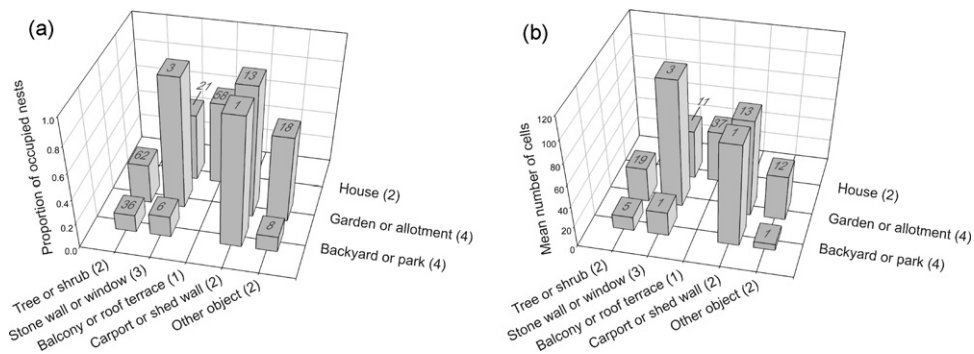 (a)
Proportion of occupied nests
1.0
0.8
0.6
0.4
0.2
0.0
3
21
58
13
1
18
62
36
6
8
House (2)
Garden or allotment (4)
Backyard or park (4)
Tree or shrub (2)
Stone wall or window (3)
Balcony or roof terrace (1)
Carport or shed wall (2)
Other object (2)
(b)
Mean number of cells
120
100
80
60
40
20
0
3
11
37
13
1
12
19
5
1
1
House (2)
Garden or allotment (4)
Backyard or park (4)
Tree or shrub (2)
Stone wall or window (3)
Balcony or roof terrace (1)
Carport or shed wall (2)
Other object (2)